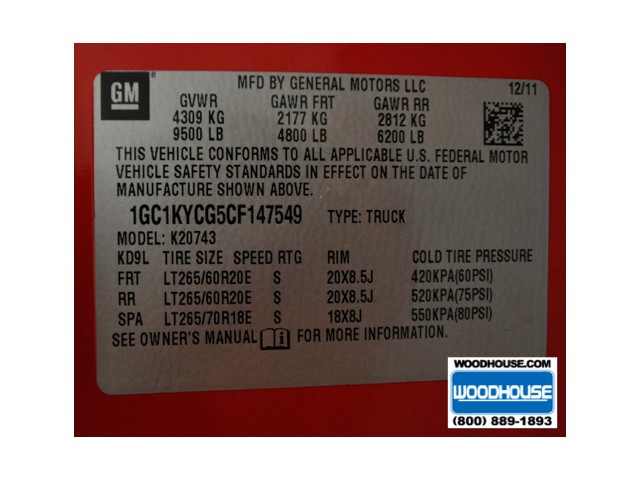 GM®
MFD BY GENERAL MOTORS LLC 12/11
GVWR GAWR FRT GAWR RR
4309 KG 2177 KG 2812 KG
9500 LB 4800 LB 6200 LB
THIS VEHICLE CONFORMS TO ALL APPLICABLE U.S. FEDERAL MOTOR
VEHICLE SAFETY STANDARDS IN EFFECT ON THE DATE OF
MANUFACTURE SHOWN ABOVE.
1GC1KYCG5CF147549 TYPE: TRUCK
MODEL: K20743
KD9L TIRE SIZE SPEED RTG RIM COLD TIRE PRESSURE
FRT LT265/60R20E S 20X8.5J 420KPA(60PSI)
RR LT265/60R20E S 20X8.5J 520KPA(75PSI)
SPA LT265/70R18E S 18X8J 550KPA(80PSI)
SEE OWNER'S MANUAL i FOR MORE INFORMATION.
WOODHOUSE.COM
WOODHOUSE
(800) 889-1893